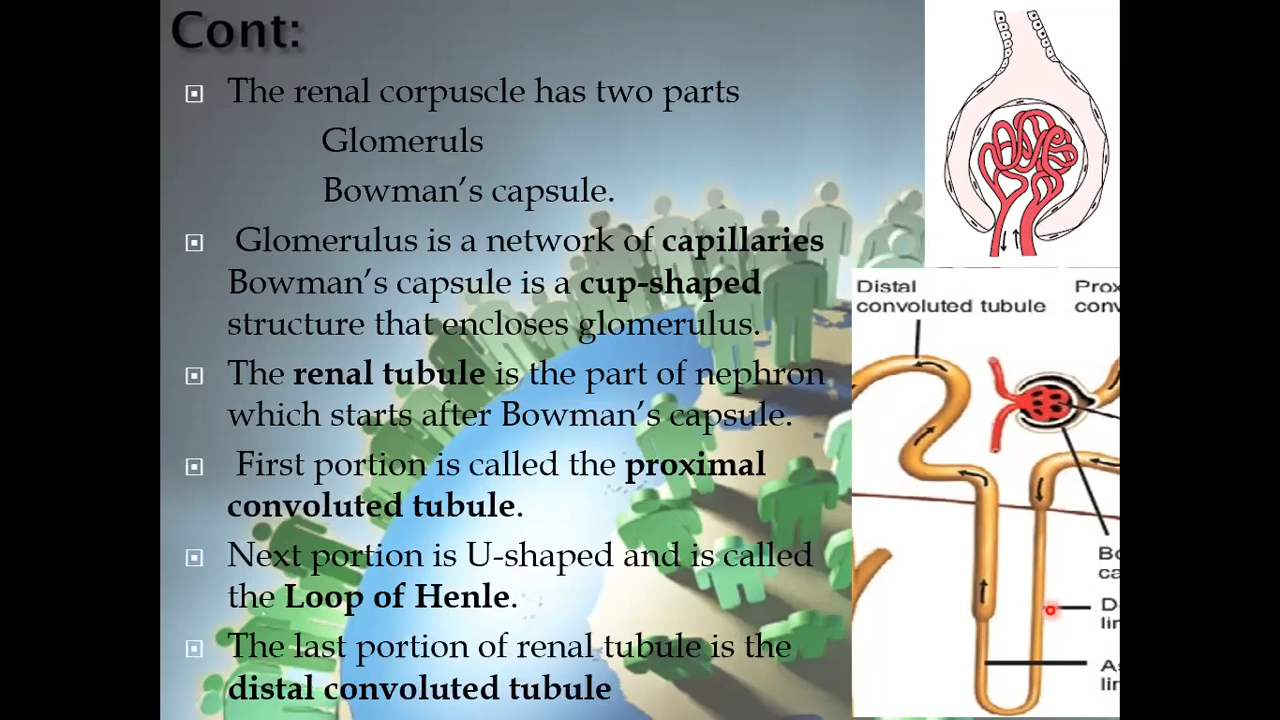 Cont:
The renal corpuscle has two parts
Glomeruls
Bowman’s capsule.
Glomerulus is a network of capillaries
Bowman’s capsule is a cup-shaped
structure that encloses glomerulus.
The renal tubule is the part of nephron
which starts after Bowman’s capsule.
First portion is called the proximal
convoluted tubule.
Next portion is U-shaped and is called
the Loop of Henle.
The last portion of renal tubule is the
distal convoluted tubule
Distal
convoluted tubule